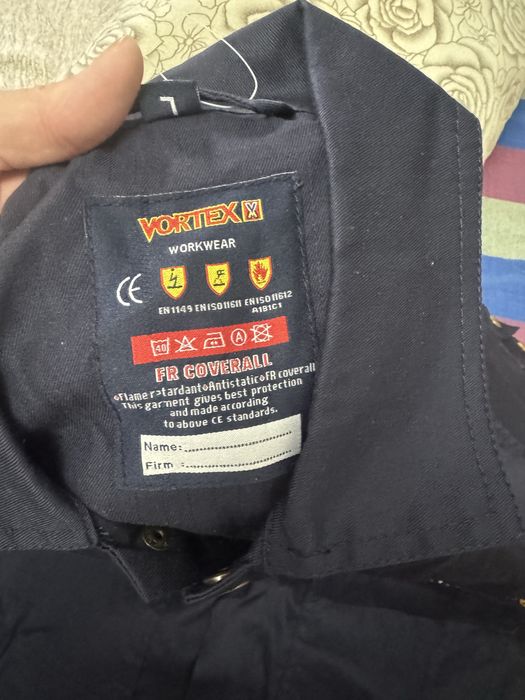 L
VORTEX X
WORKWEAR
CE
EN1149 ENISO11611 ENISO11612
A1B1C1
40 A
FR COVERALL
Flame retardant Antistatic FR coverall
This garment gives best protection
and made according
to above CE standards.
Name:
Firm :